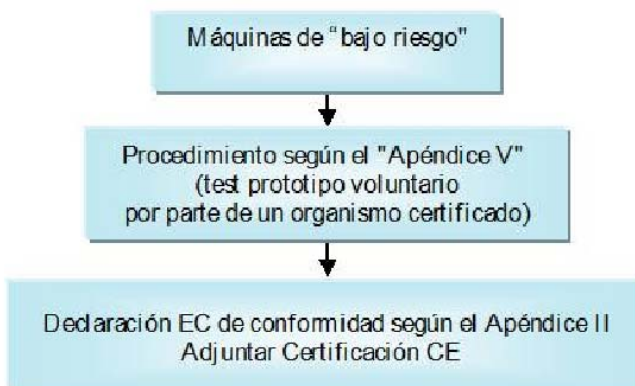 Máquinas de “bajo riesgo"
Procedimiento según el "Apéndice V"
(test prototipo voluntario
por parte de un organismo certificado)
Declaración EC de conformidad según el Apéndice II
Adjuntar Certificación CE